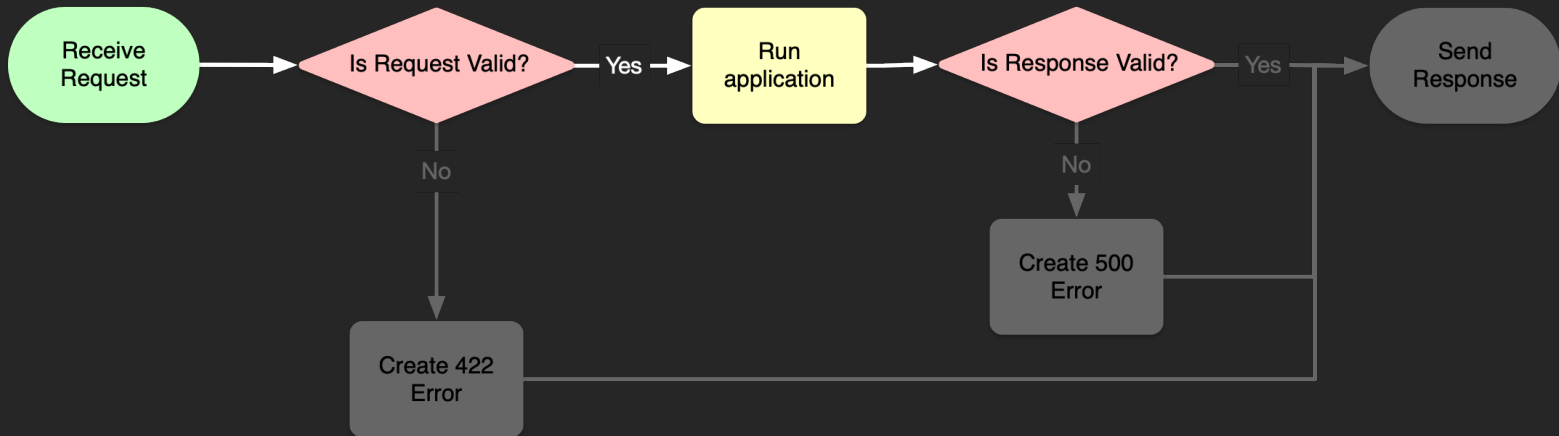 Receive
Request
Is Request Valid?
Yes
Run
application
Is Response Valid?
Yes
Send
Response
No
No
Create 500
Error
Create 422
Error